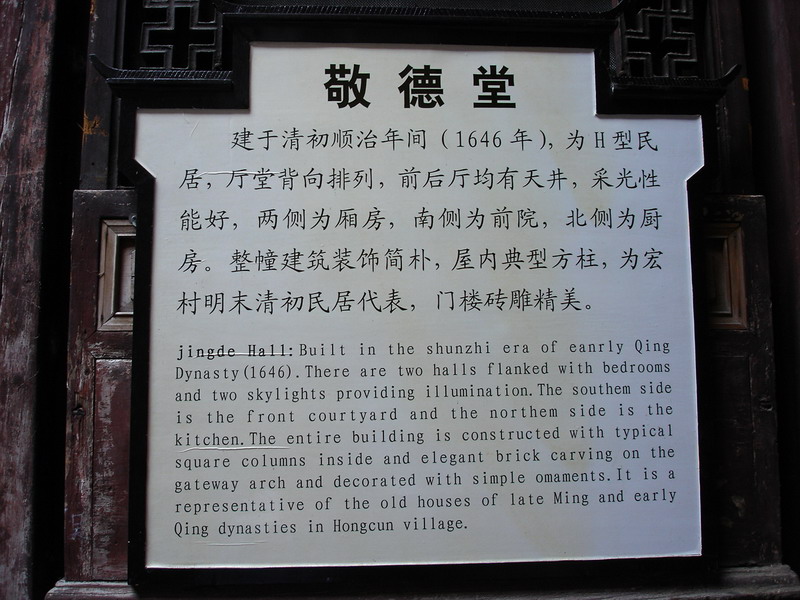 敬德堂
建于清初顺治年间（1646年），为H型民
居，厅堂背向排列，前后厅均有天井，采光性
能好，两侧为厢房，南侧为前院，北侧为厨
房。整幢建筑装饰简朴，屋内典型方柱，为宏
村明末清初民居代表，门楼砖雕精美。
jingde Hall:Built in the shunzhi era of eanrly Qing
Dynasty(1646).There are two halls flanked with bedrooms
and two skylights providing illumination.The southem side
is the front courtyard and the northem side is the
kitchen.The entire building is constructed with typical
square columns inside and elegant brick carving on the
gateway arch and decorated with simple omaments.It is a
representative of the old houses of late Ming and early
Qing dynasties in Hongcun village.